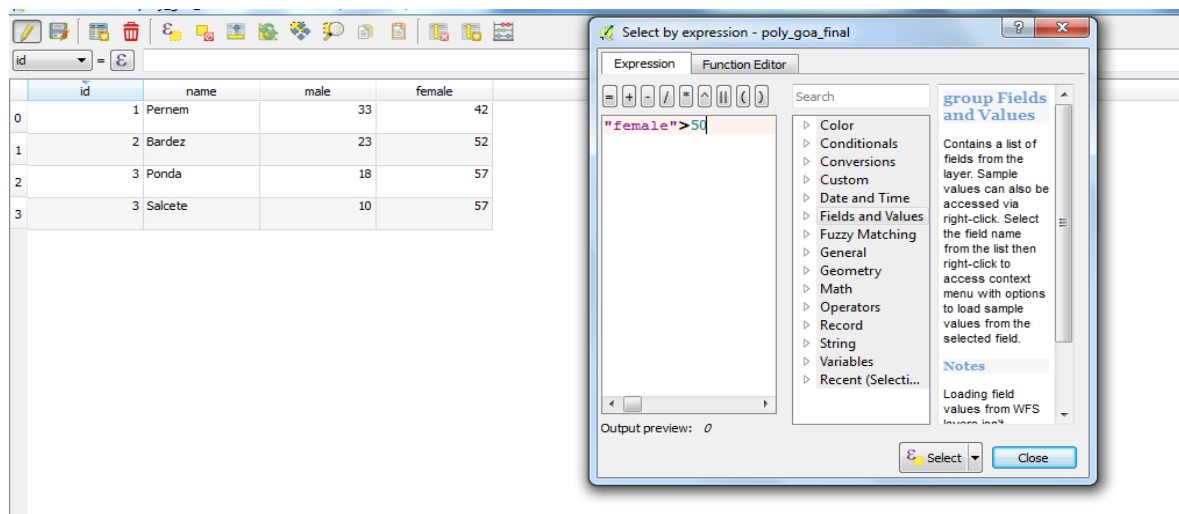 id = ε
id name male female
0 1 Pernem 33 42
1 2 Bardez 23 52
2 3 Ponda 18 57
3 3 Salcete 10 57
Select by expression - poly_goa_final
? X
Expression Function Editor
= + - / * ^ || ( )
"female">50
Output preview: 0
Search
Color
Conditionals
Conversions
Custom
Date and Time
Fields and Values
Fuzzy Matching
General
Geometry
Math
Operators
Record
String
Variables
Recent (Selecti...
group Fields
and Values
Contains a list of
fields from the
layer. Sample
values can also be
accessed via
right-click. Select
the field name
from the list then
right-click to
access context
menu with options
to load sample
values from the
selected field.
Notes
Loading field
values from WFS
ε Select Close